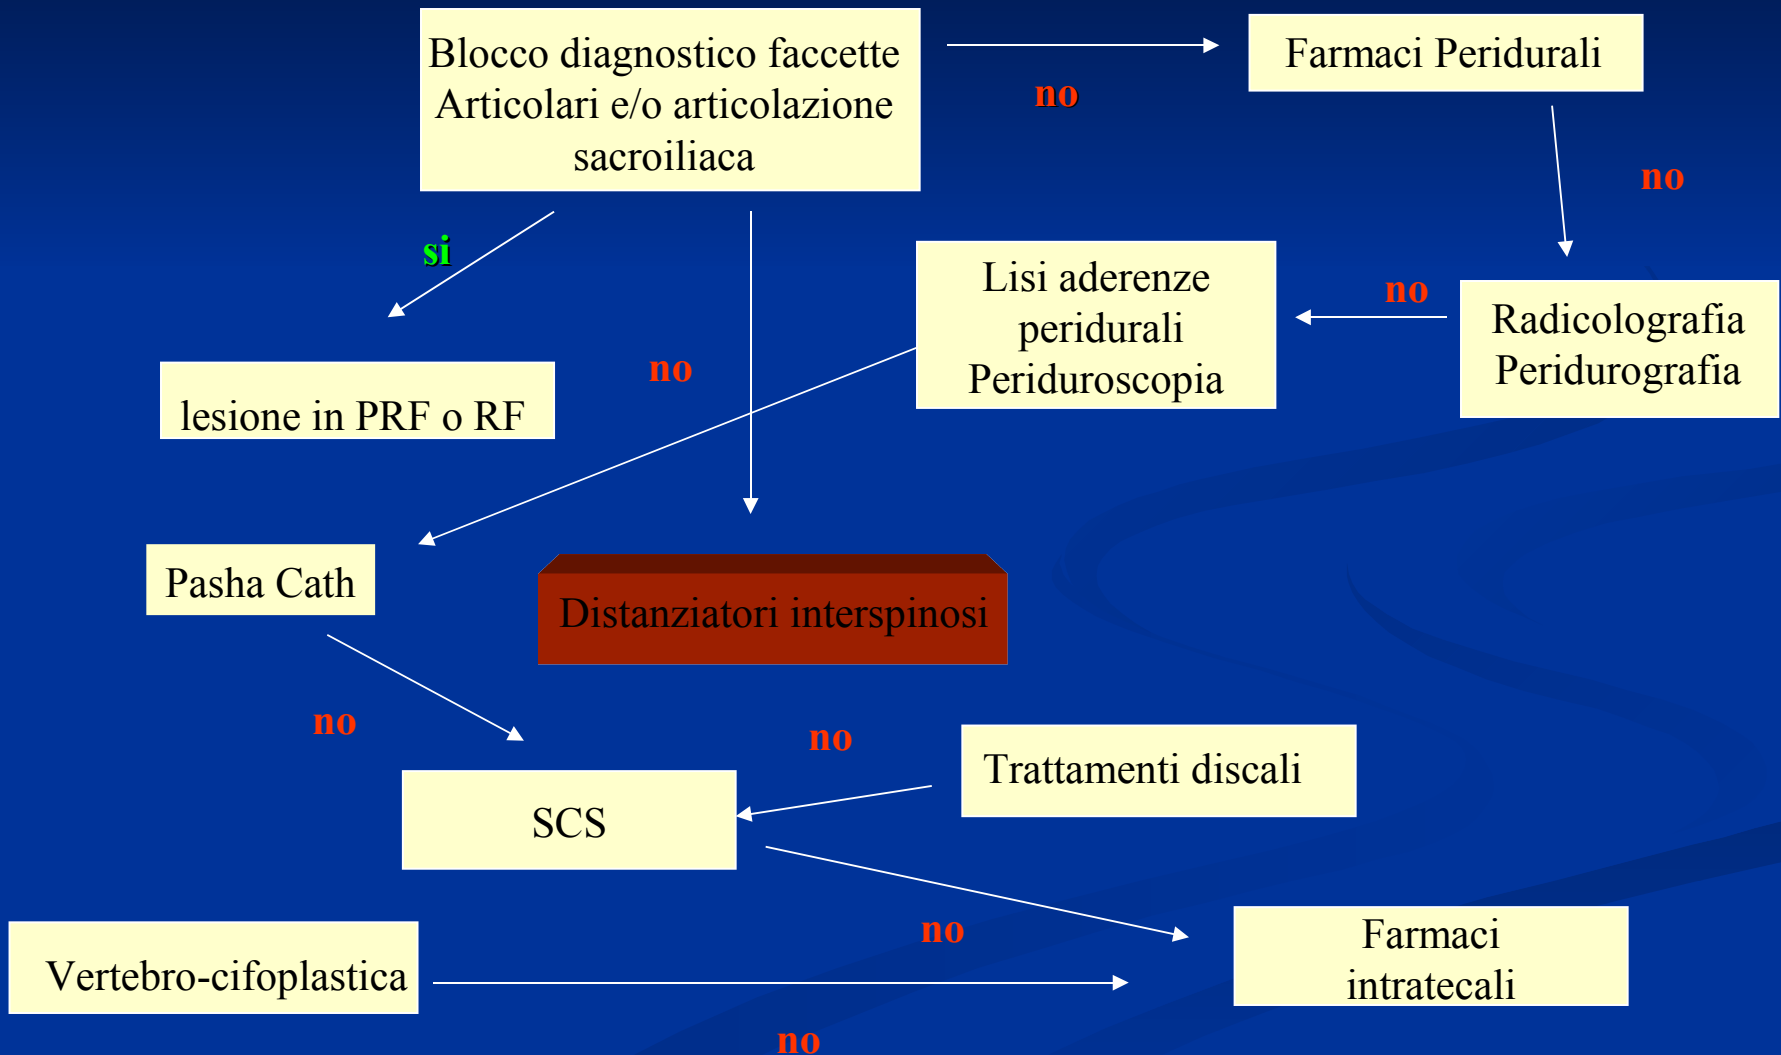 Blocco diagnostico faccette
Articolari e/o articolazione
sacroiliaca
no
Farmaci Peridurali
no
si
Lisi aderenze
peridurali
Periduroscopia
no
Radicolografia
Peridurografia
no
lesione in PRF o RF
Pasha Cath
Distanziatori interspinosi
no
no
Trattamenti discali
SCS
no
Farmaci
intratecali
Vertebro-cifoplastica
no